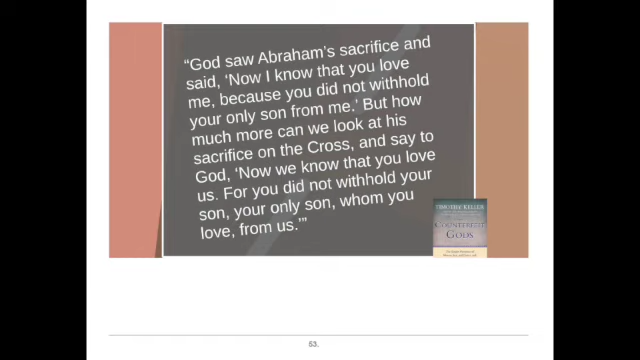 “God saw Abraham’s sacrifice and
said, ‘Now I know that you love
me, because you did not withhold
your only son from me.’ But how
much more can we look at his
sacrifice on the Cross, and say to
God, ‘Now we know that you love
us. For you did not withhold your
son, your only son, whom you
love, from us.’”
TIMOTHY KELLER
COUNTERFEIT
GODS
53.